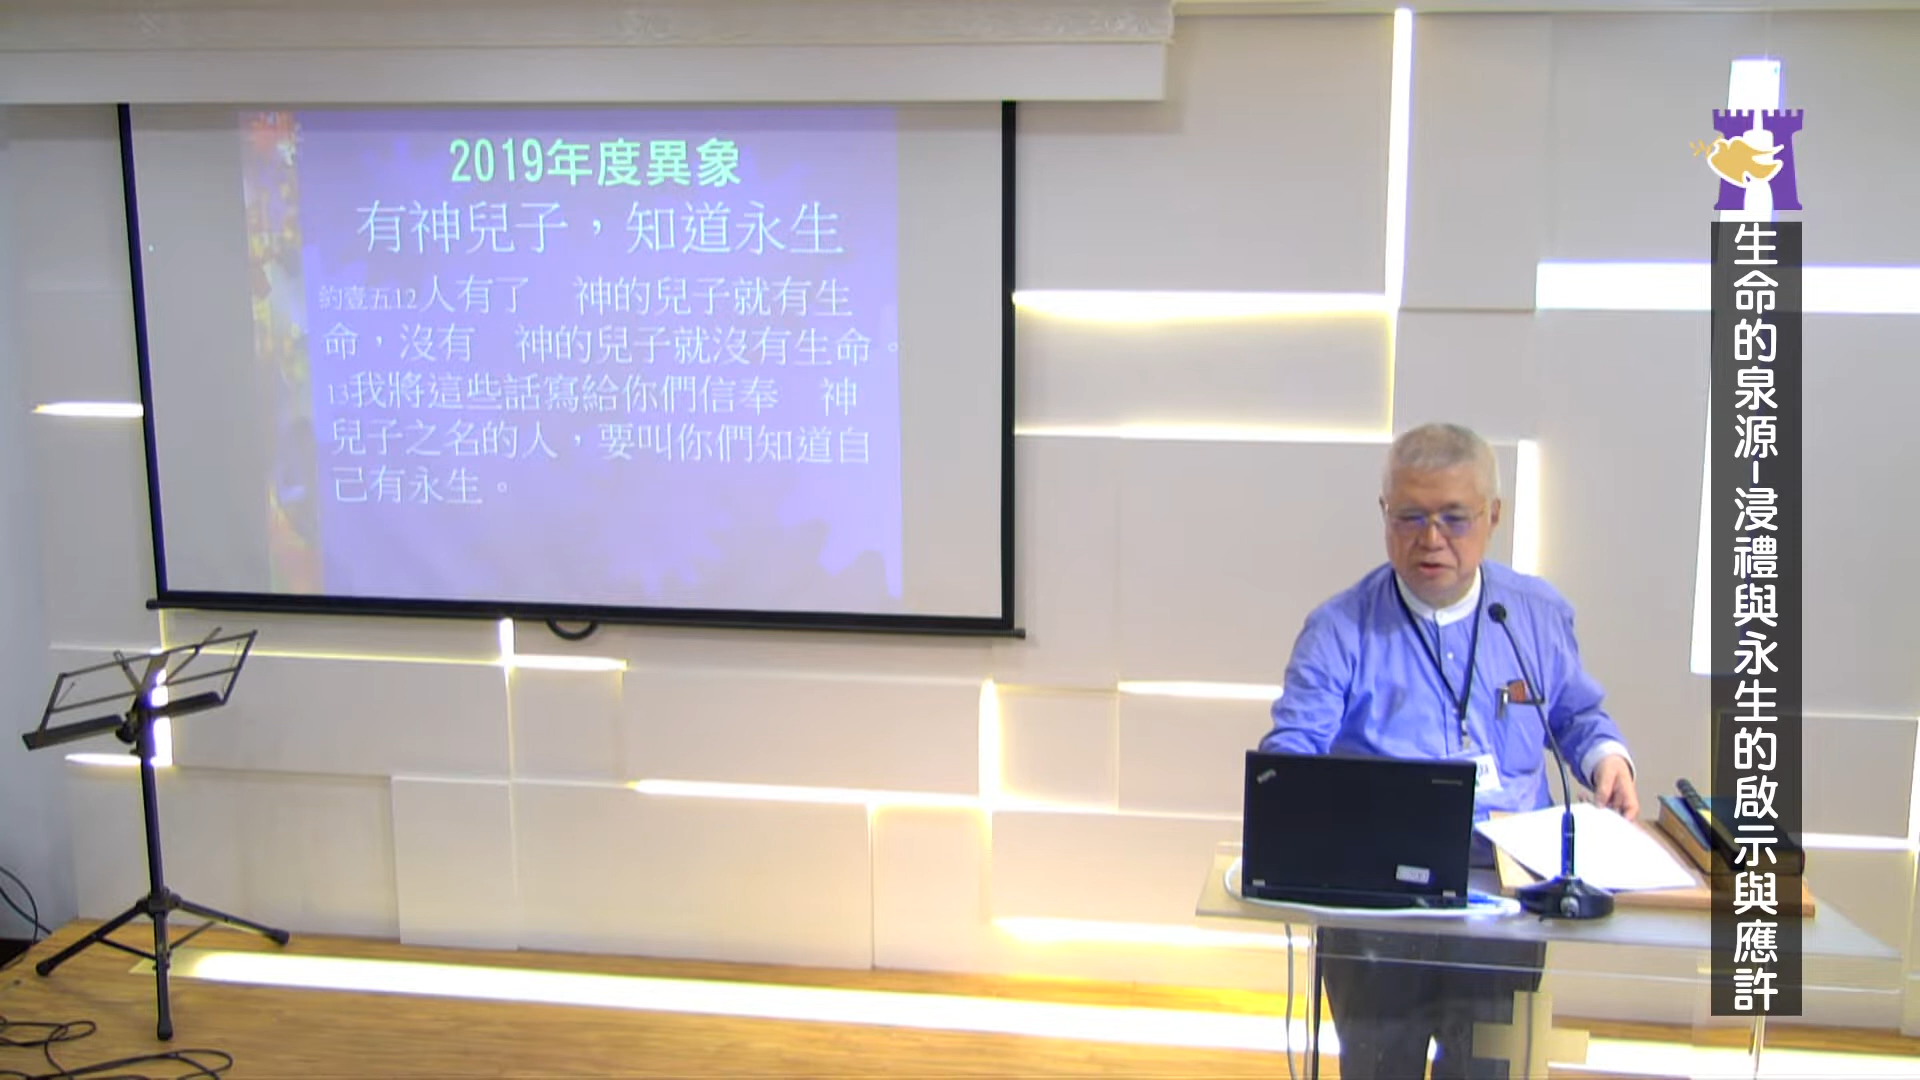 2019年度異象
有神兒子，知道永生
約壹五12人有了　神的兒子就有生
命，沒有　神的兒子就沒有生命。
13我將這些話寫給你們信奉　神
兒子之名的人，要叫你們知道自
己有永生。
生命的泉源-浸禮與永生的啟示與應許